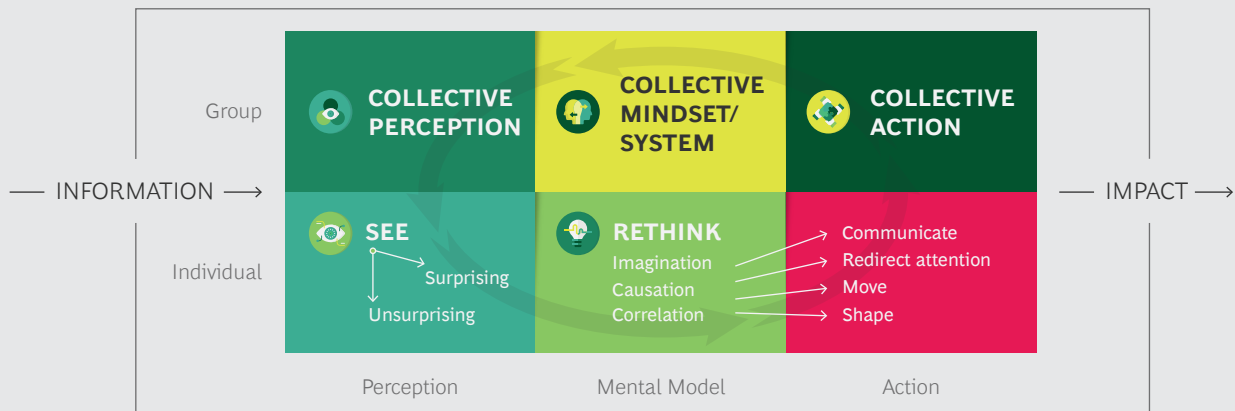 Group
COLLECTIVE
PERCEPTION
COLLECTIVE
MINDSET/
SYSTEM
COLLECTIVE
ACTION
INFORMATION
IMPACT
Individual
SEE
Surprising
Unsurprising
RETHINK
Imagination
Causation
Correlation
Communicate
Redirect attention
Move
Shape
Perception
Mental Model
Action